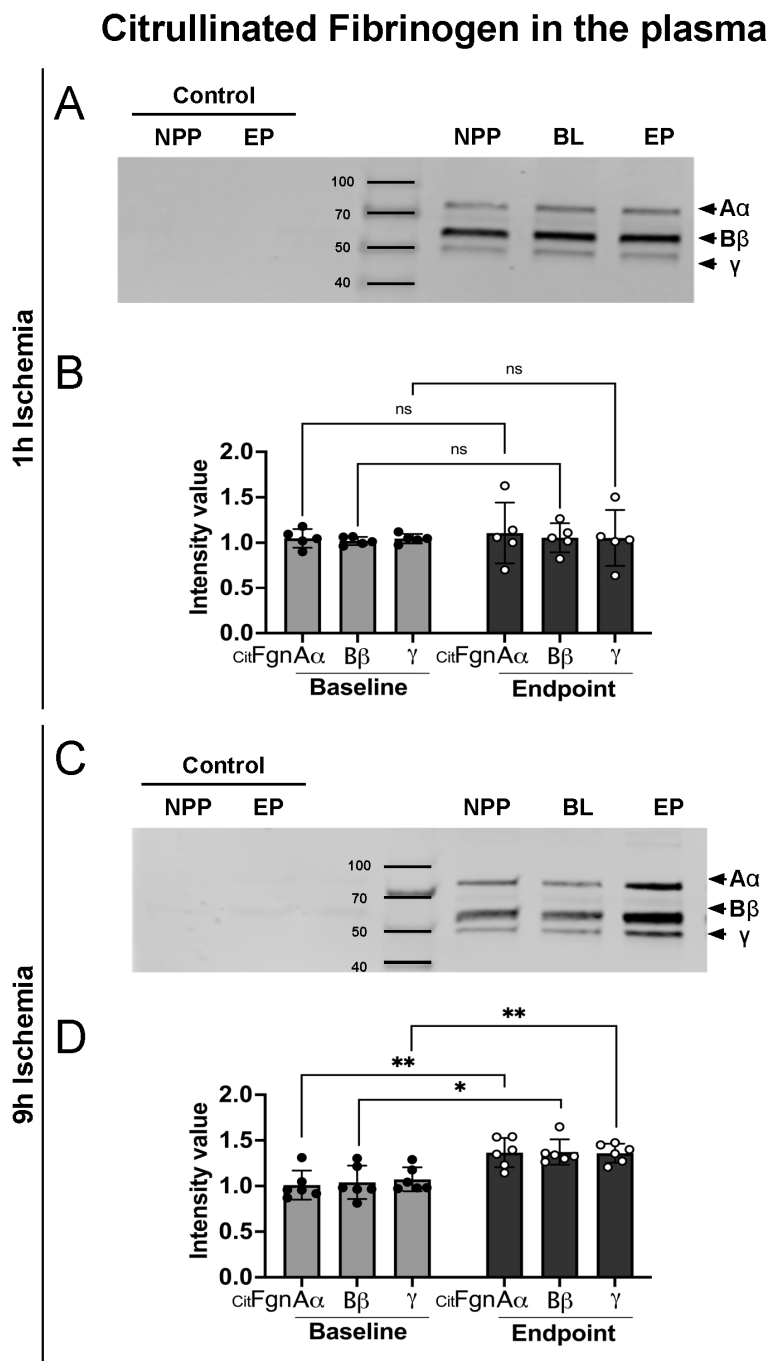 Citrullinated Fibrinogen in the plasma
1h Ischemia
A
Control
NPP EP NPP BL EP
100
70
50
40
Aα
Bβ
γ
B
ns
ns
ns
Intensity value
2.0
1.5
1.0
0.5
0.0
CitFgnAα Bβ γ CitFgnAα Bβ γ
Baseline Endpoint
9h Ischemia
C
Control
NPP EP NPP BL EP
100
70
50
40
Aα
Bβ
γ
D
**
**
*
Intensity value
2.0
1.5
1.0
0.5
0.0
CitFgnAα Bβ γ CitFgnAα Bβ γ
Baseline Endpoint